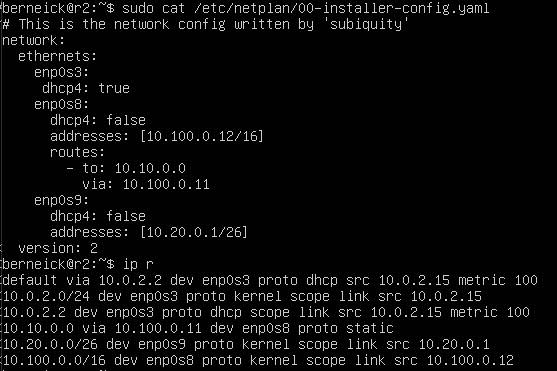 berneick@r2:~$ sudo cat /etc/netplan/00-installer-config.yaml
# This is the network config written by 'subiquity'
network:
  ethernets:
    enp0s3:
     dhcp4: true
    enp0s8:
      dhcp4: false
      addresses: [10.100.0.12/16]
      routes:
        - to: 10.10.0.0
          via: 10.100.0.11
    enp0s9:
      dhcp4: false
      addresses: [10.20.0.1/26]
  version: 2
berneick@r2:~$ ip r
default via 10.0.2.2 dev enp0s3 proto dhcp src 10.0.2.15 metric 100
10.0.2.0/24 dev enp0s3 proto kernel scope link src 10.0.2.15
10.0.2.2 dev enp0s3 proto dhcp scope link src 10.0.2.15 metric 100
10.10.0.0 via 10.100.0.11 dev enp0s8 proto static
10.20.0.0/26 dev enp0s9 proto kernel scope link src 10.20.0.1
10.100.0.0/16 dev enp0s8 proto kernel scope link src 10.100.0.12